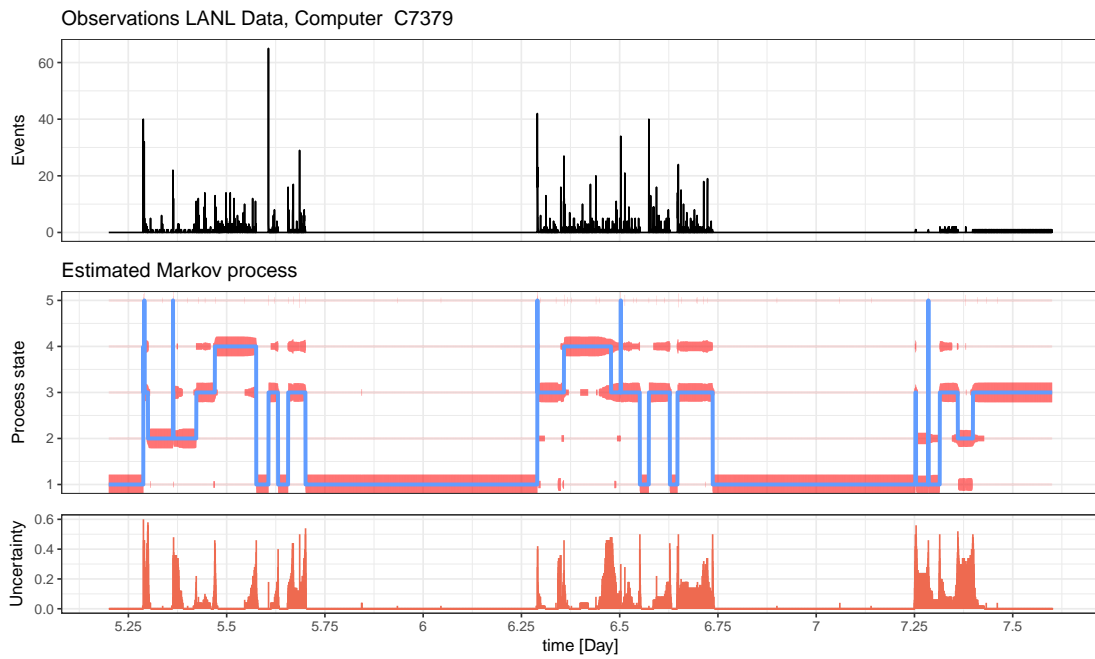 Observations LANL Data, Computer  C7379
Events
60
40
20
0
Estimated Markov process
Process state
5
4
3
2
1
Uncertainty
0.6
0.4
0.2
0.0
5.25 5.5 5.75 6 6.25 6.5 6.75 7 7.25 7.5
time [Day]